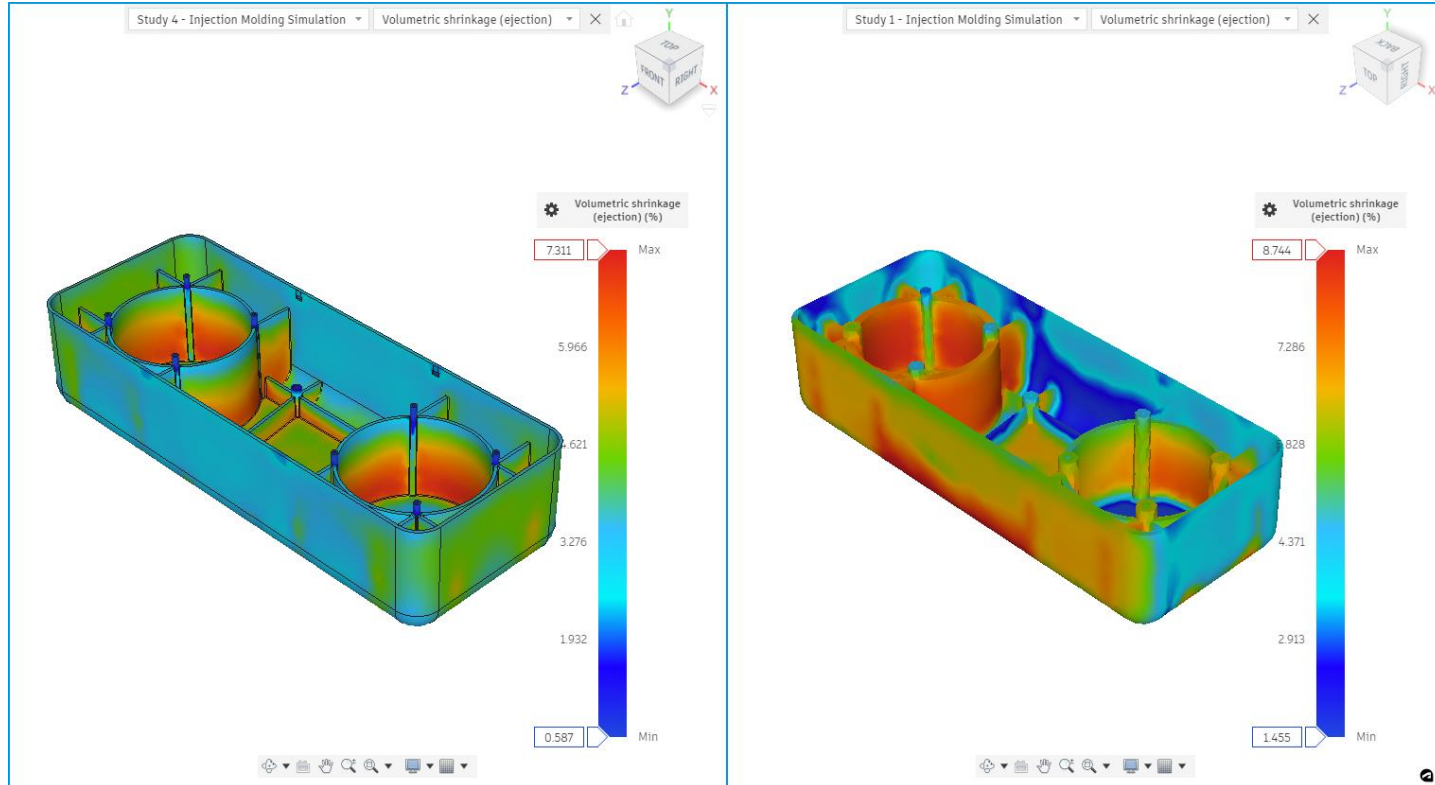 Study 4 - Injection Molding Simulation
Volumetric shrinkage (ejection)
TOP
FRONT
RIGHT
Y
Z
X
Volumetric shrinkage
(ejection) (%)
7.311
Max
5.966
4.621
3.276
1.932
0.587
Min
Study 1 - Injection Molding Simulation
Volumetric shrinkage (ejection)
BACK
TOP
RIGHT
Y
Z
X
Volumetric shrinkage
(ejection) (%)
8.744
Max
7.286
5.828
4.371
2.913
1.455
Min